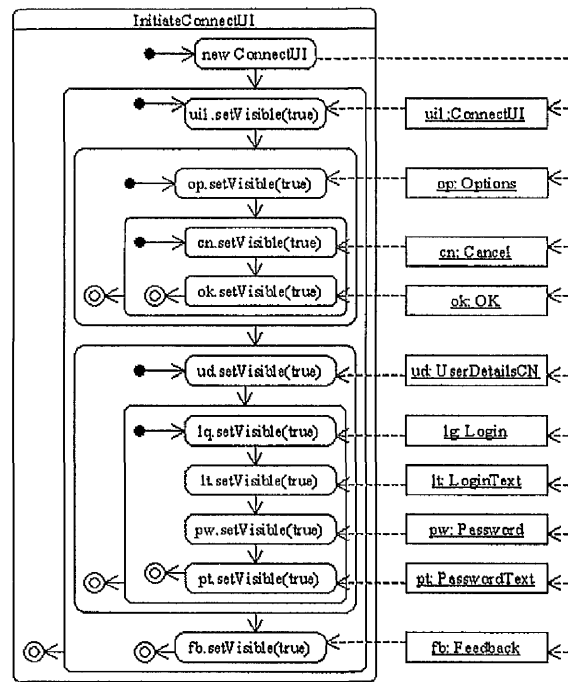 InitiateConnectUI
new ConnectUI
ui1.setVisible(true)
ui1:ConnectUI
op.setVisible(true)
op: Options
cn.setVisible(true)
cn: Cancel
ok.setVisible(true)
ok: OK
ud.setVisible(true)
ud: UserDetailsCN
lq.setVisible(true)
lg: Login
lt.setVisible(true)
lt: LoginText
pw.setVisible(true)
pw: Password
pt.setVisible(true)
pt: PasswordText
fb.setVisible(true)
fb: Feedback